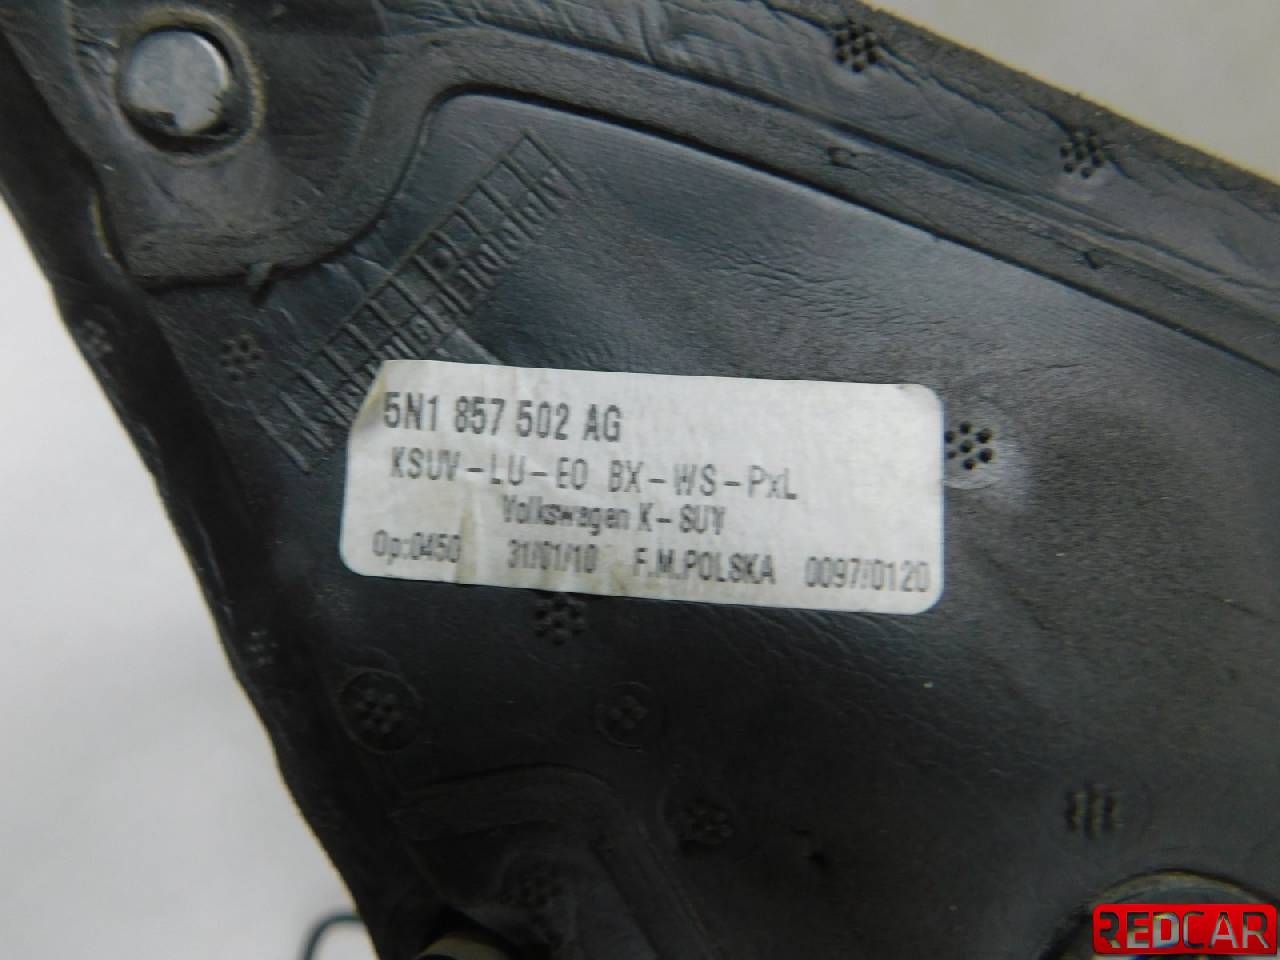 5N1 857 502 AG
KSUV-LU-EO BX-WS-PxL
Volkswagen K-SUV
Op:0450 31/01/10 F.M.POLSKA 0097/0120
REDCAR